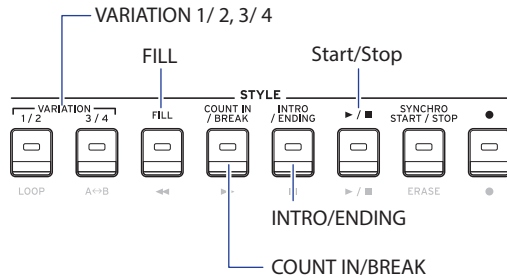 VARIATION 1/ 2, 3/ 4
FILL
Start/Stop
STYLE
VARIATION
1 / 2
3 / 4
FILL
COUNT IN
/ BREAK
INTRO
/ ENDING
► / ■
SYNCHRO
START / STOP
●
LOOP
A↔B
◄◄
►►
► / ■
ERASE
●
INTRO/ENDING
COUNT IN/BREAK